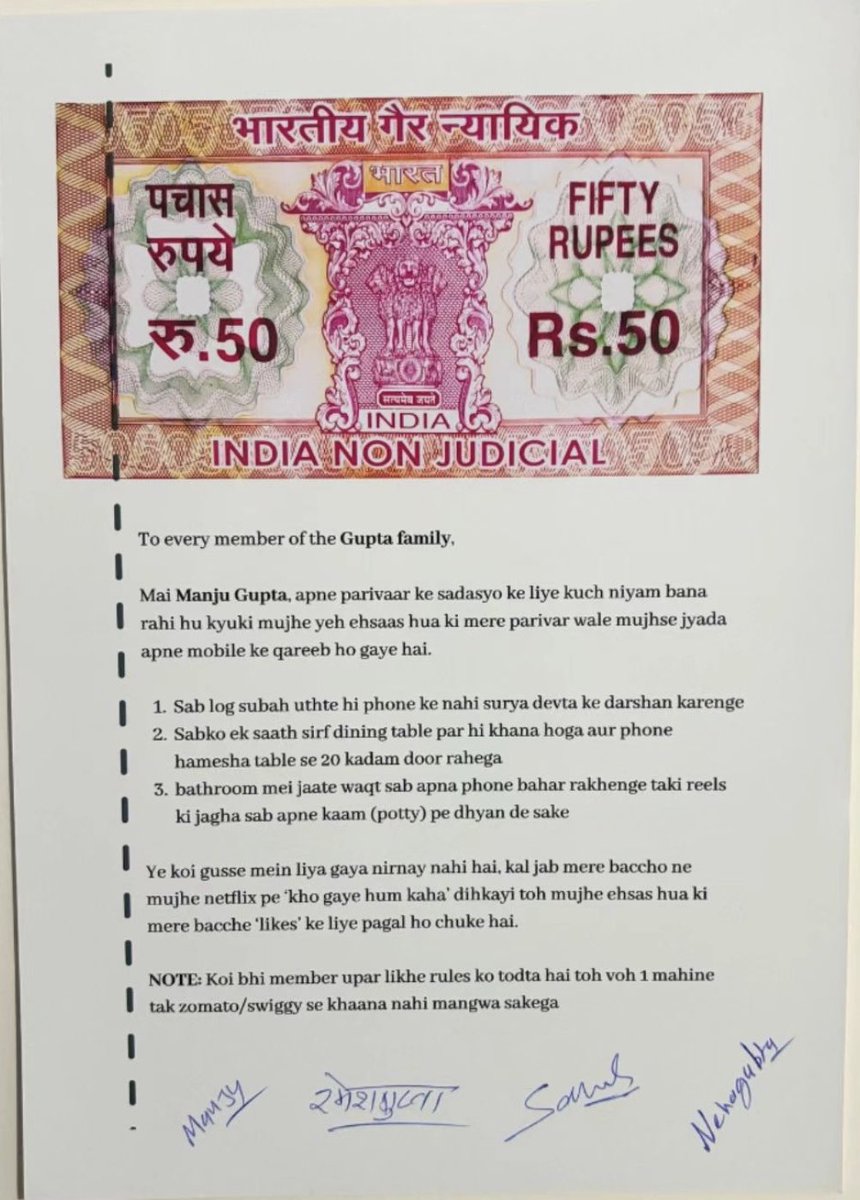 भारतीय गैर न्यायिक
भारत
पचास
रुपये
रु.50
FIFTY
RUPEES
Rs.50
सत्यमेव जयते
INDIA
INDIA NON JUDICIAL
To every member of the Gupta family,
Mai Manju Gupta, apne parivaar ke sadasyo ke liye kuch niyam bana
rahi hu kyuki mujhe yeh ehsaas hua ki mere parivar wale mujhse jyada
apne mobile ke qareeb ho gaye hai.
1. Sab log subah uthte hi phone ke nahi surya devta ke darshan karenge
2. Sabko ek saath sirf dining table par hi khana hoga aur phone
hamesha table se 20 kadam door rahega
3. bathroom mei jaate waqt sab apna phone bahar rakhenge taki reels
ki jagha sab apne kaam (potty) pe dhyan de sake
Ye koi gusse mein liya gaya nirnay nahi hai, kal jab mere baccho ne
mujhe netflix pe ‘kho gaye hum kaha’ dihkayi toh mujhe ehsas hua ki
mere bacche ‘likes’ ke liye pagal ho chuke hai.
NOTE: Koi bhi member upar likhe rules ko todta hai toh voh 1 mahine
tak zomato/swiggy se khaana nahi mangwa sakega
Manju
रमेश गुप्ता
Nehagupta